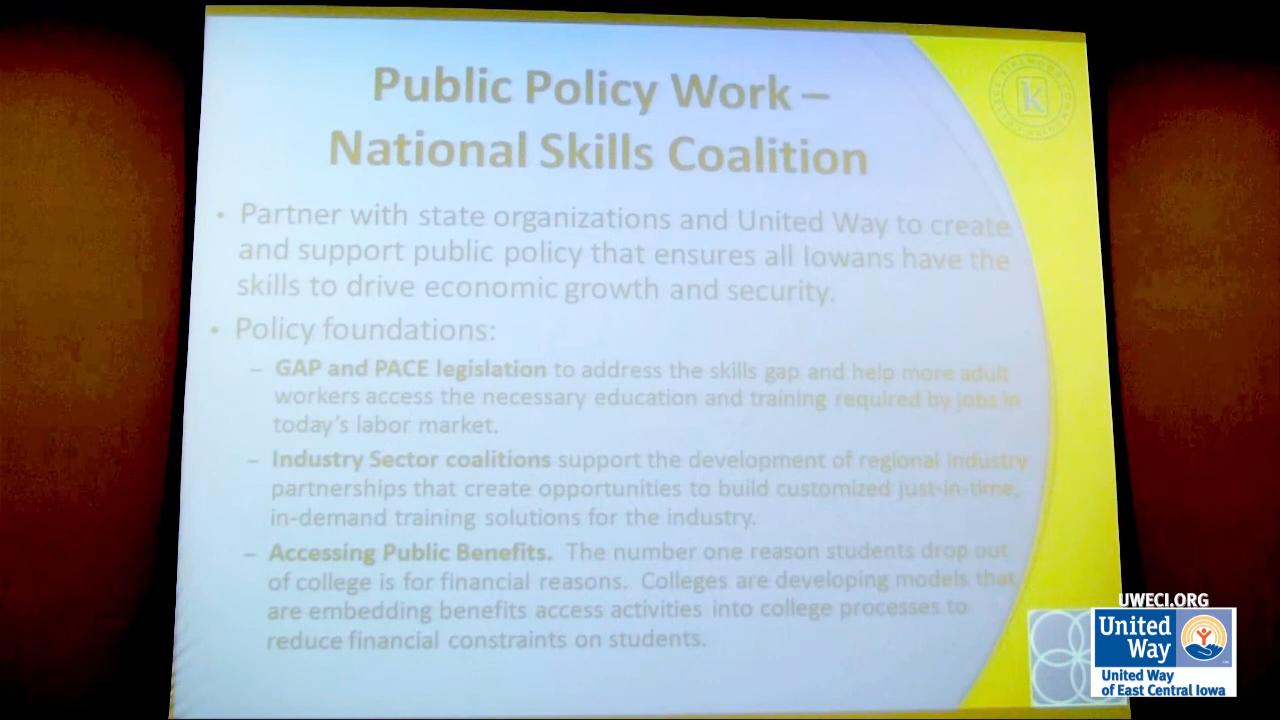 Public Policy Work –
National Skills Coalition
• Partner with state organizations and United Way to create
and support public policy that ensures all Iowans have the
skills to drive economic growth and security.
• Policy foundations:
– GAP and PACE legislation to address the skills gap and help more adult
workers access the necessary education and training required by jobs in
today's labor market.
– Industry Sector coalitions support the development of regional industry
partnerships that create opportunities to build customized just-in-time,
in-demand training solutions for the industry.
– Accessing Public Benefits. The number one reason students drop out
of college is for financial reasons. Colleges are developing models that
are embedding benefits access activities into college processes to
reduce financial constraints on students.
k
UWECI.ORG
United
Way
United Way
of East Central Iowa